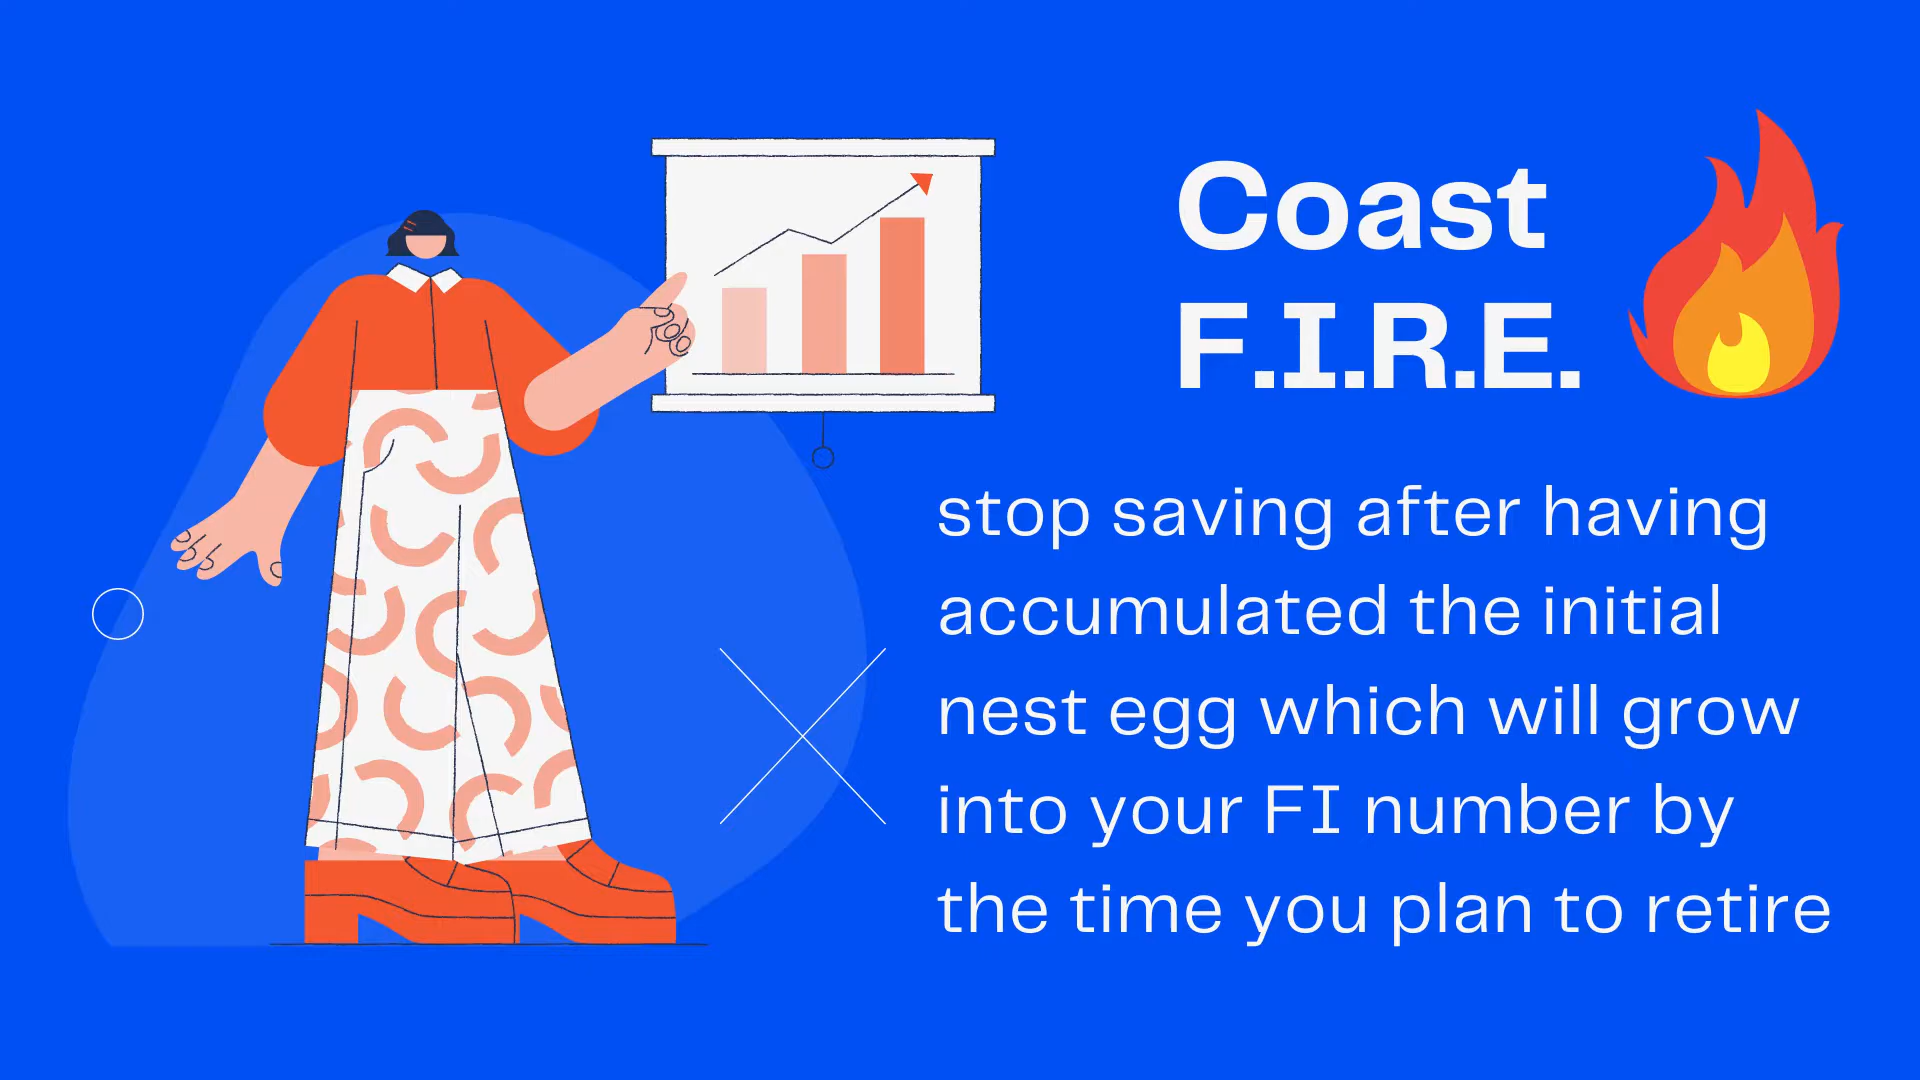 Coast
F.I.R.E.
stop saving after having
accumulated the initial
nest egg which will grow
into your FI number by
the time you plan to retire